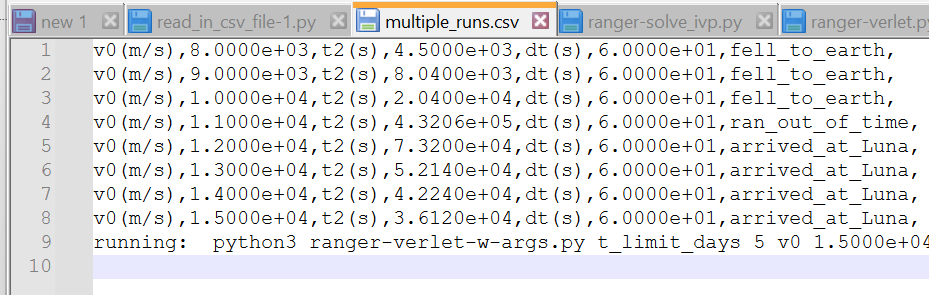 new 1 read_in_csv_file-1.py multiple_runs.csv ranger-solve_ivp.py ranger-verlet.py
1 v0(m/s),8.0000e+03,t2(s),4.5000e+03,dt(s),6.0000e+01,fell_to_earth,
2 v0(m/s),9.0000e+03,t2(s),8.0400e+03,dt(s),6.0000e+01,fell_to_earth,
3 v0(m/s),1.0000e+04,t2(s),2.0400e+04,dt(s),6.0000e+01,fell_to_earth,
4 v0(m/s),1.1000e+04,t2(s),4.3206e+05,dt(s),6.0000e+01,ran_out_of_time,
5 v0(m/s),1.2000e+04,t2(s),7.3200e+04,dt(s),6.0000e+01,arrived_at_Luna,
6 v0(m/s),1.3000e+04,t2(s),5.2140e+04,dt(s),6.0000e+01,arrived_at_Luna,
7 v0(m/s),1.4000e+04,t2(s),4.2240e+04,dt(s),6.0000e+01,arrived_at_Luna,
8 v0(m/s),1.5000e+04,t2(s),3.6120e+04,dt(s),6.0000e+01,arrived_at_Luna,
9 running:  python3 ranger-verlet-w-args.py t_limit_days 5 v0 1.5000e+04
10